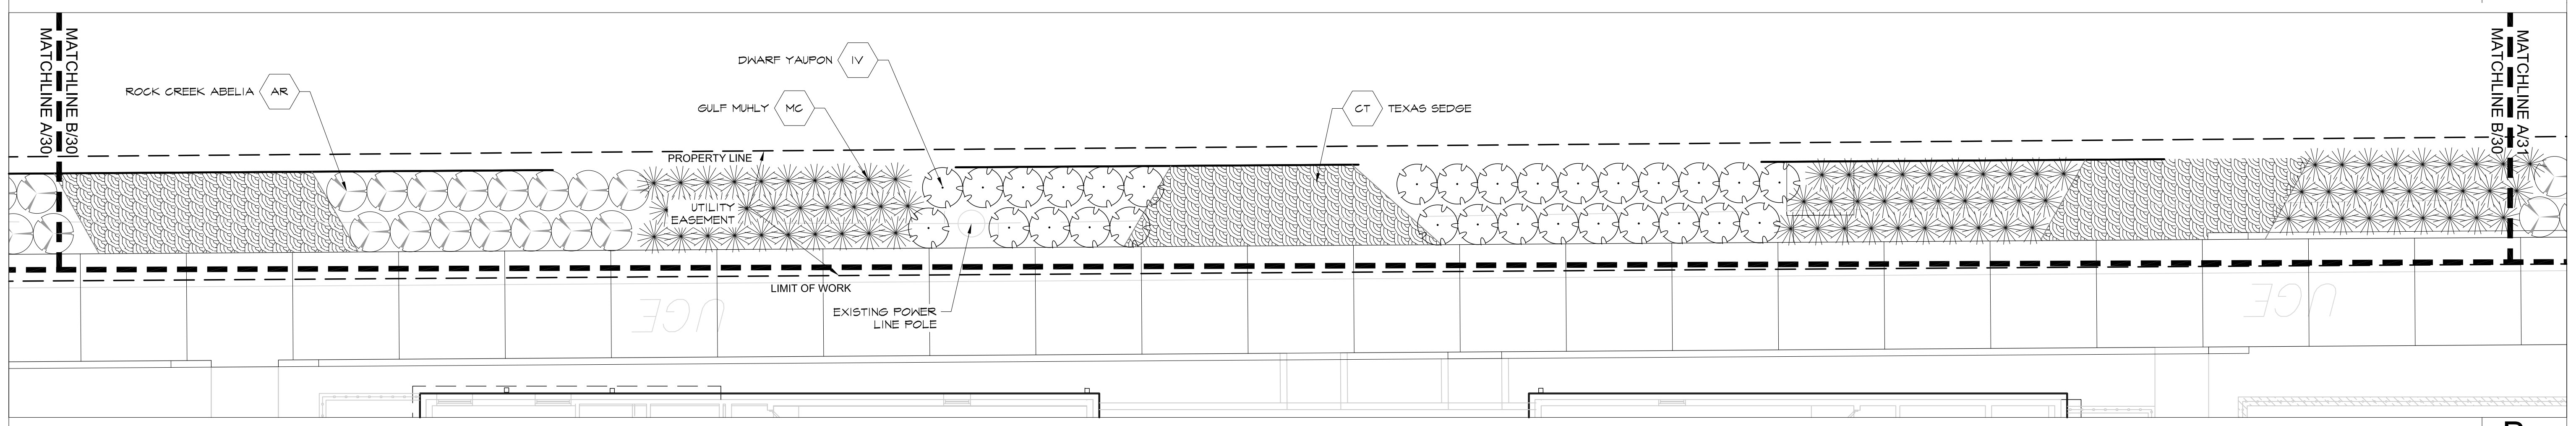 MATCHLINE A/30
MATCHLINE B/30
ROCK CREEK ABELIA AR
DWARF YAUPON IV
GULF MUHLY MC
CT TEXAS SEDGE
MATCHLINE B/30
MATCHLINE A/31
PROPERTY LINE
UTILITY
EASEMENT
LIMIT OF WORK
EXISTING POWER
LINE POLE
UGE
UGE